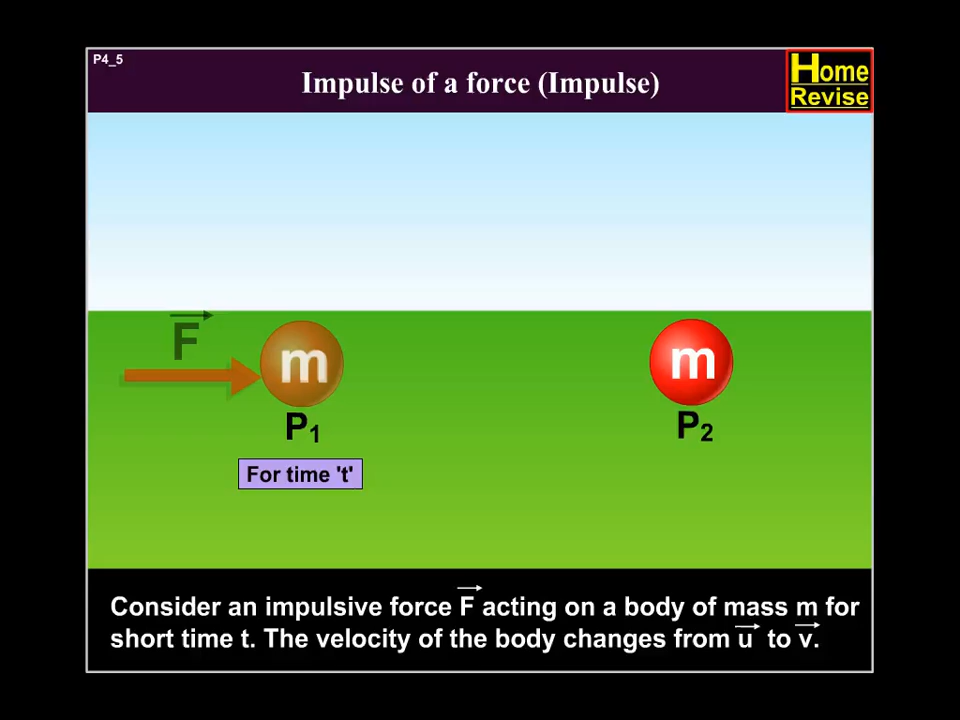 P4_5
Impulse of a force (Impulse)
Home
Revise
F
m
m
P₁
P₂
For time 't'
Consider an impulsive force F acting on a body of mass m for
short time t. The velocity of the body changes from u to v.